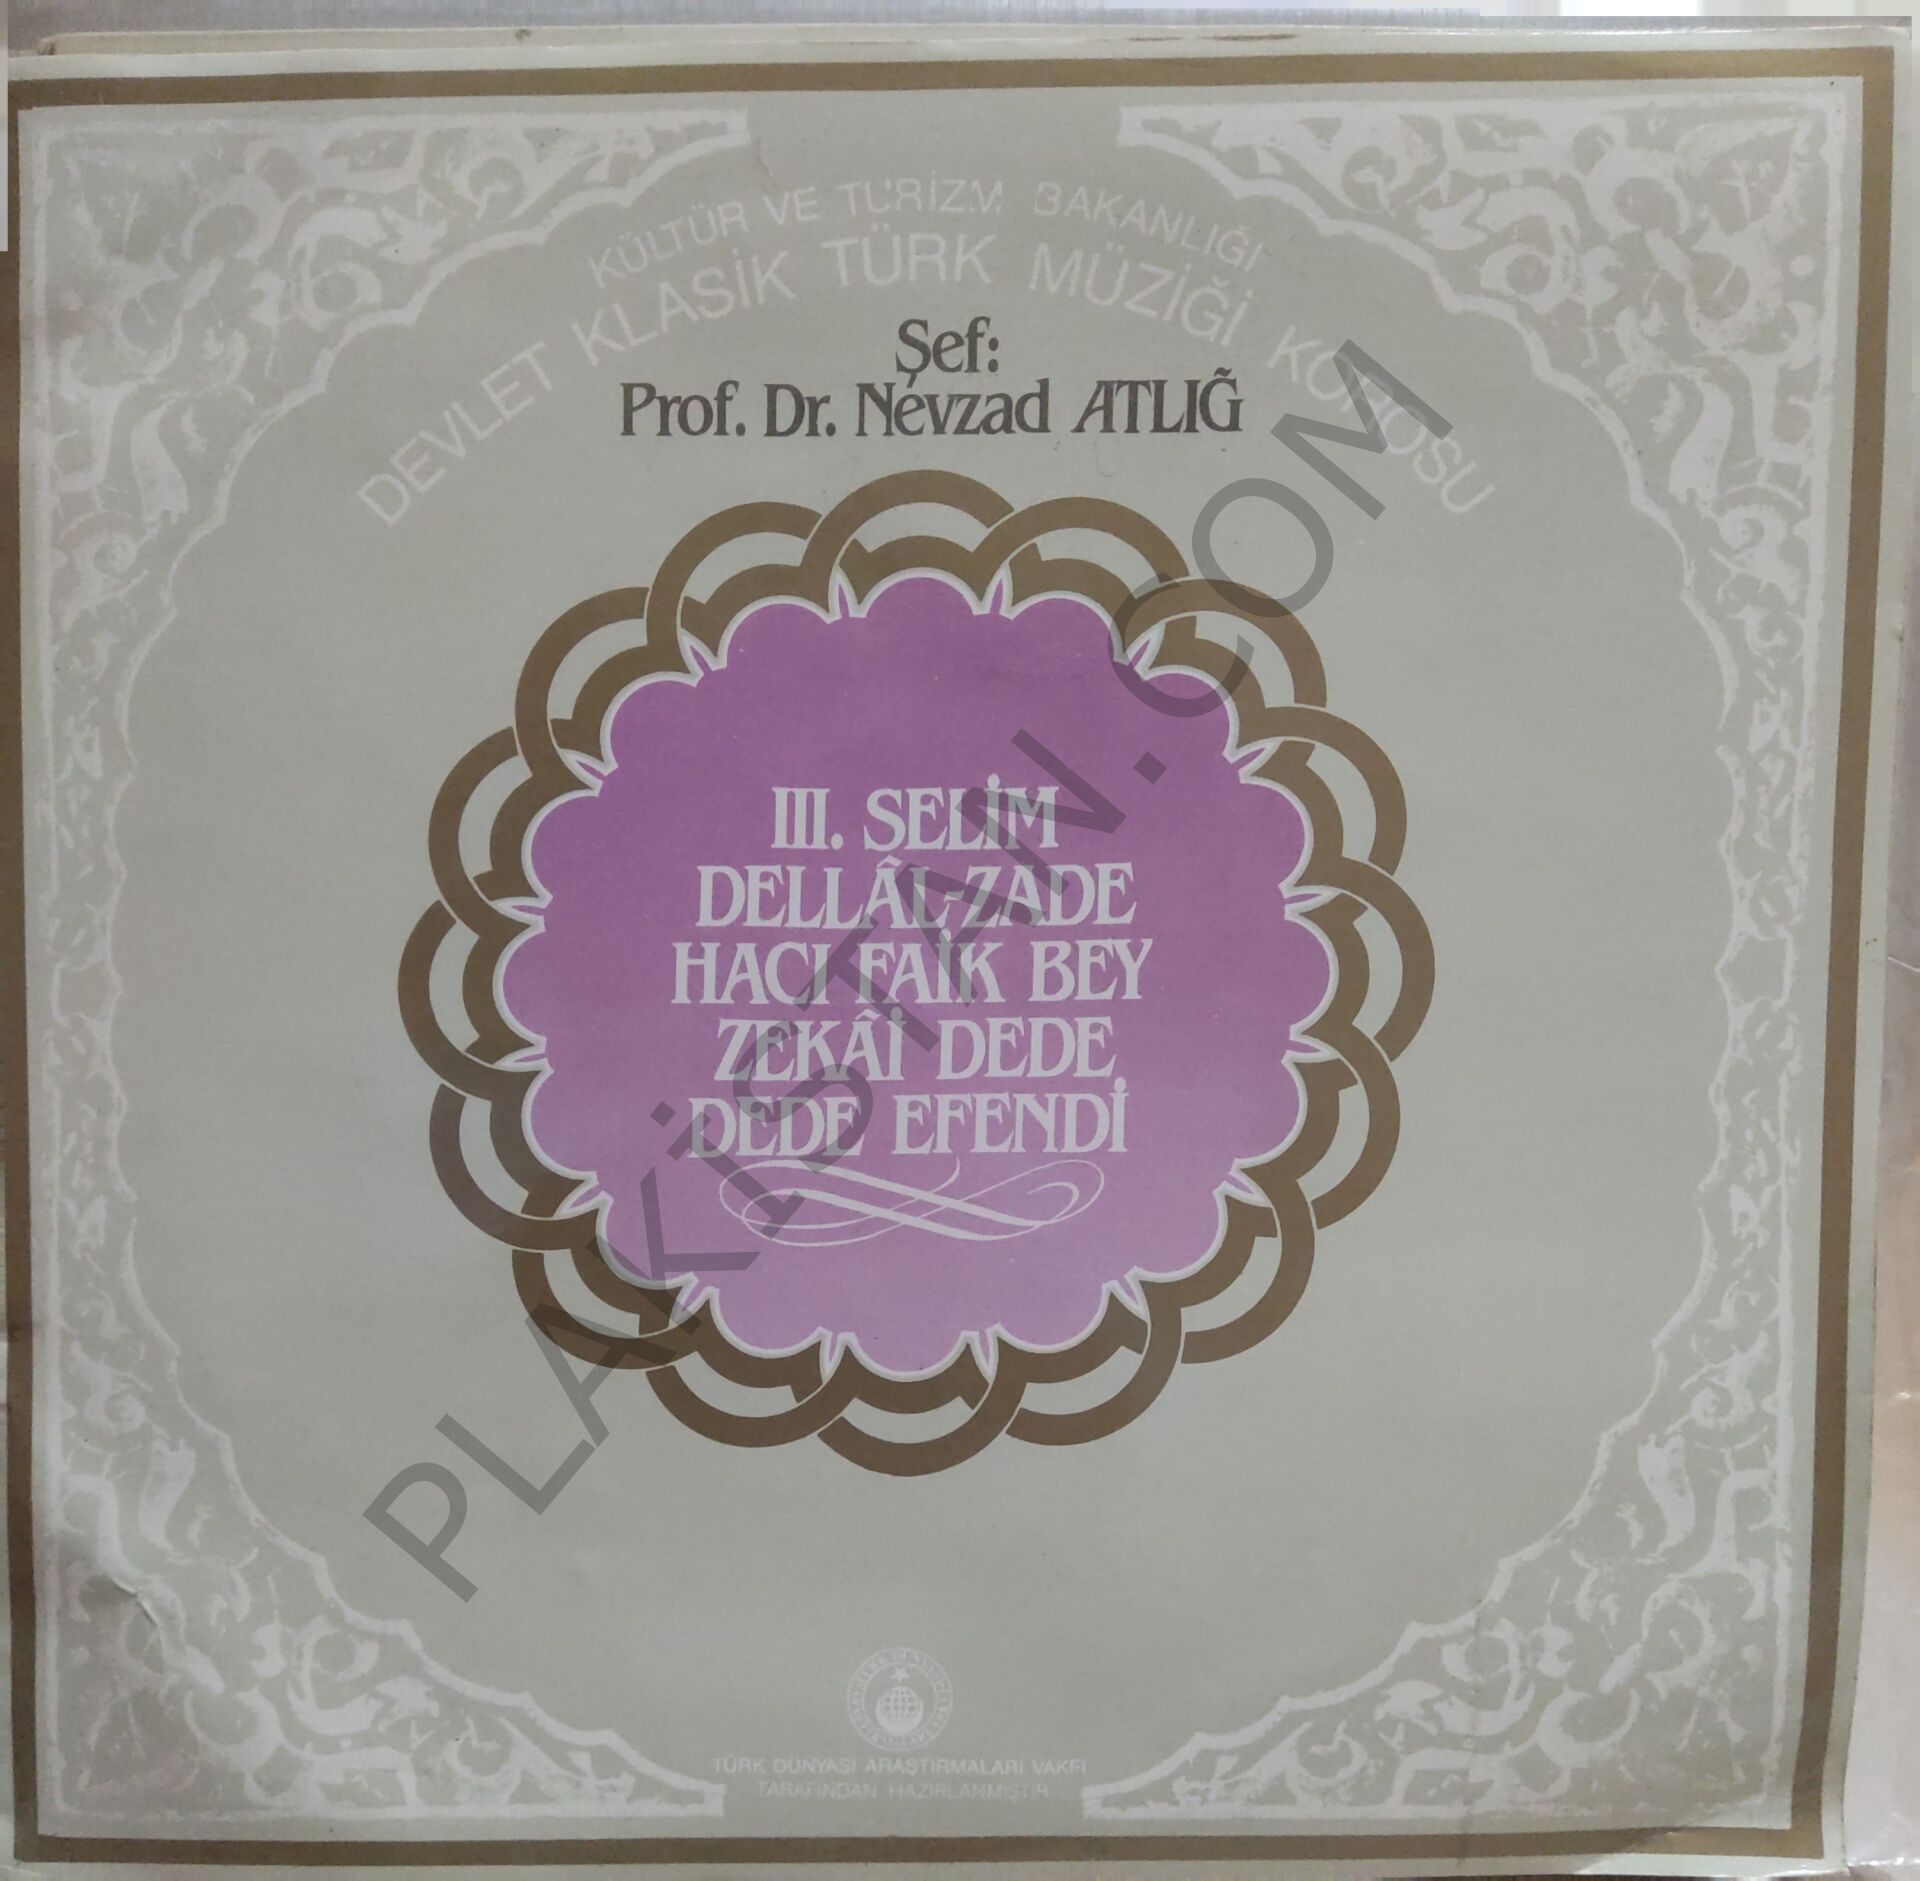 KÜLTÜR VE TURİZM BAKANLIĞI
DEVLET KLASİK TÜRK MÜZİĞİ KOROSU
Şef:
Prof. Dr. Nevzad ATLIĞ
III. SELİM
DELLÂL-ZADE
HACI FAİK BEY
ZEKÂİ DEDE
DEDE EFENDİ
PLAKİSTAN.COM
TÜRK DÜNYASI ARAŞTIRMALARI VAKFI
TARAFINDAN HAZIRLANMIŞTIR